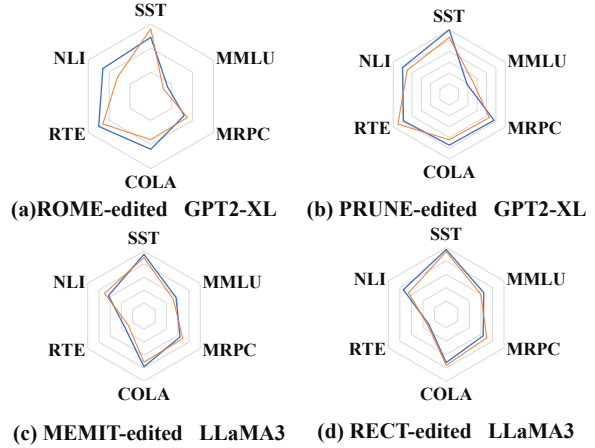 SST
NLI
MMLU
RTE
MRPC
COLA
(a)ROME-edited GPT2-XL
SST
NLI
MMLU
RTE
MRPC
COLA
(b) PRUNE-edited GPT2-XL
SST
NLI
MMLU
RTE
MRPC
COLA
(c) MEMIT-edited LLaMA3
SST
NLI
MMLU
RTE
MRPC
COLA
(d) RECT-edited LLaMA3